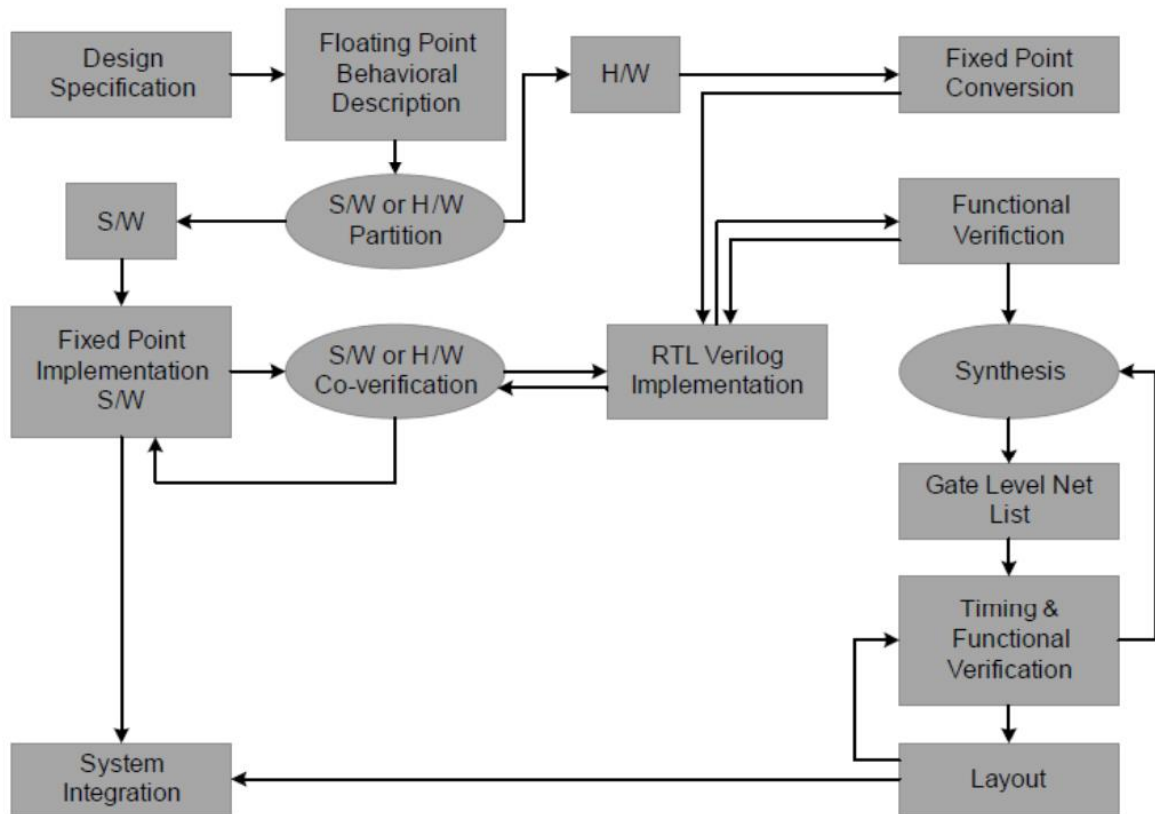 Design
Specification
Floating Point
Behavioral
Description
H/W
Fixed Point
Conversion
S/W
S/W or H/W
Partition
Functional
Verifiction
Fixed Point
Implementation
S/W
S/W or H/W
Co-verification
RTL Verilog
Implementation
Synthesis
Gate Level Net
List
Timing &
Functional
Verification
System
Integration
Layout